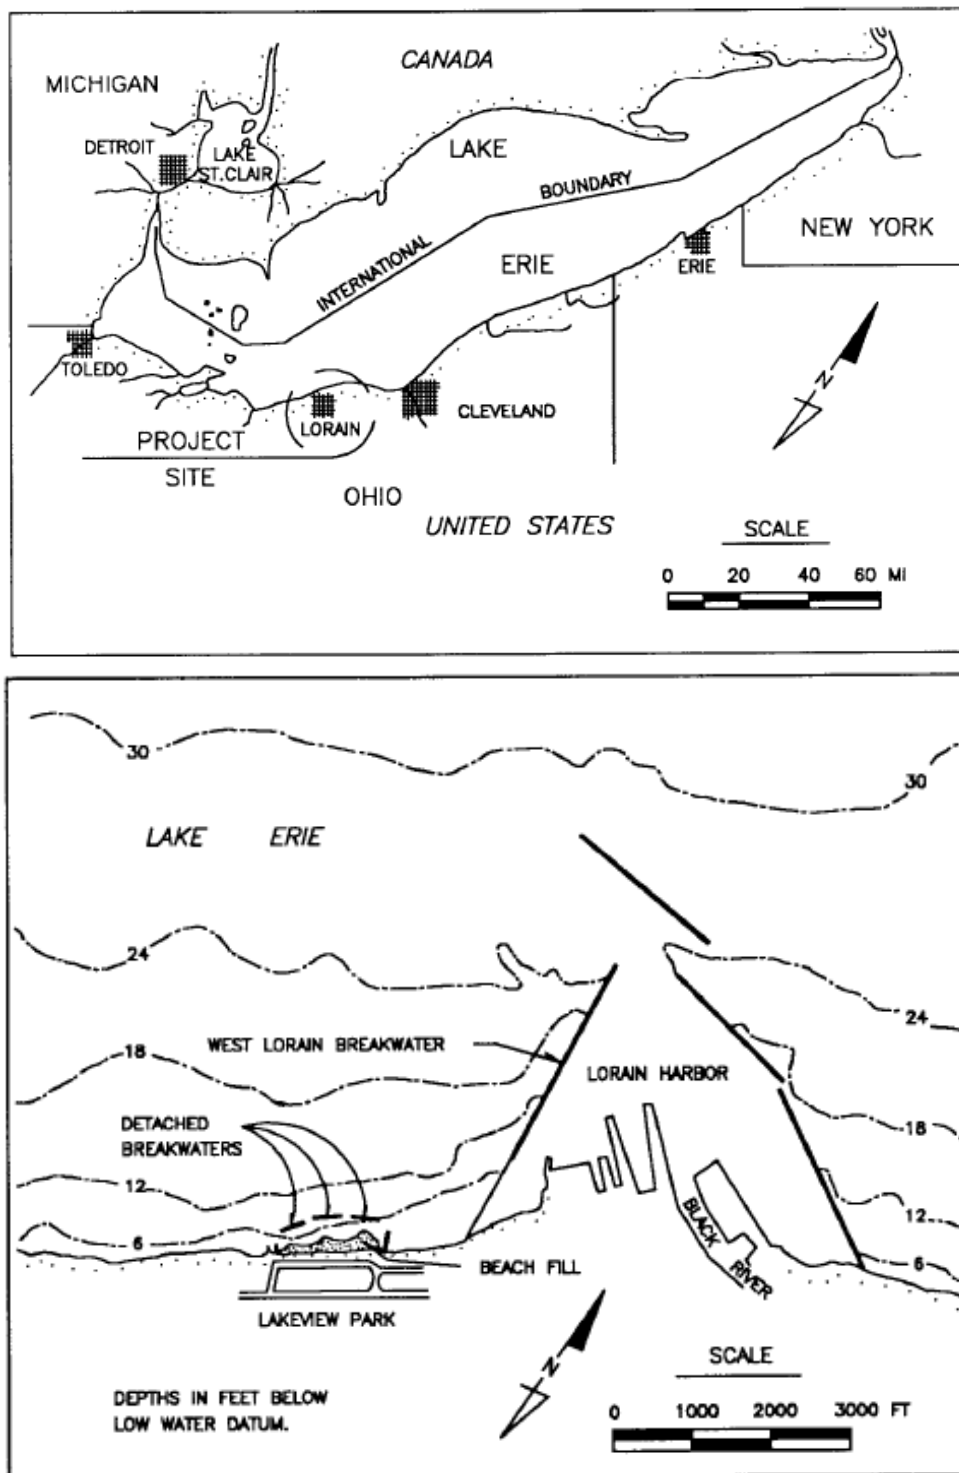 CANADA
MICHIGAN
DETROIT
LAKE
ST.CLAIR
LAKE
INTERNATIONAL
BOUNDARY
ERIE
ERIE
NEW YORK
TOLEDO
LORAIN
CLEVELAND
PROJECT
SITE
OHIO
UNITED STATES
N
SCALE
0 20 40 60 MI
30
30
LAKE ERIE
24
24
WEST LORAIN BREAKWATER
18
LORAIN HARBOR
DETACHED
BREAKWATERS
18
12
12
6
6
BEACH FILL
BLACK
RIVER
LAKEVIEW PARK
N
SCALE
DEPTHS IN FEET BELOW
LOW WATER DATUM.
0 1000 2000 3000 FT